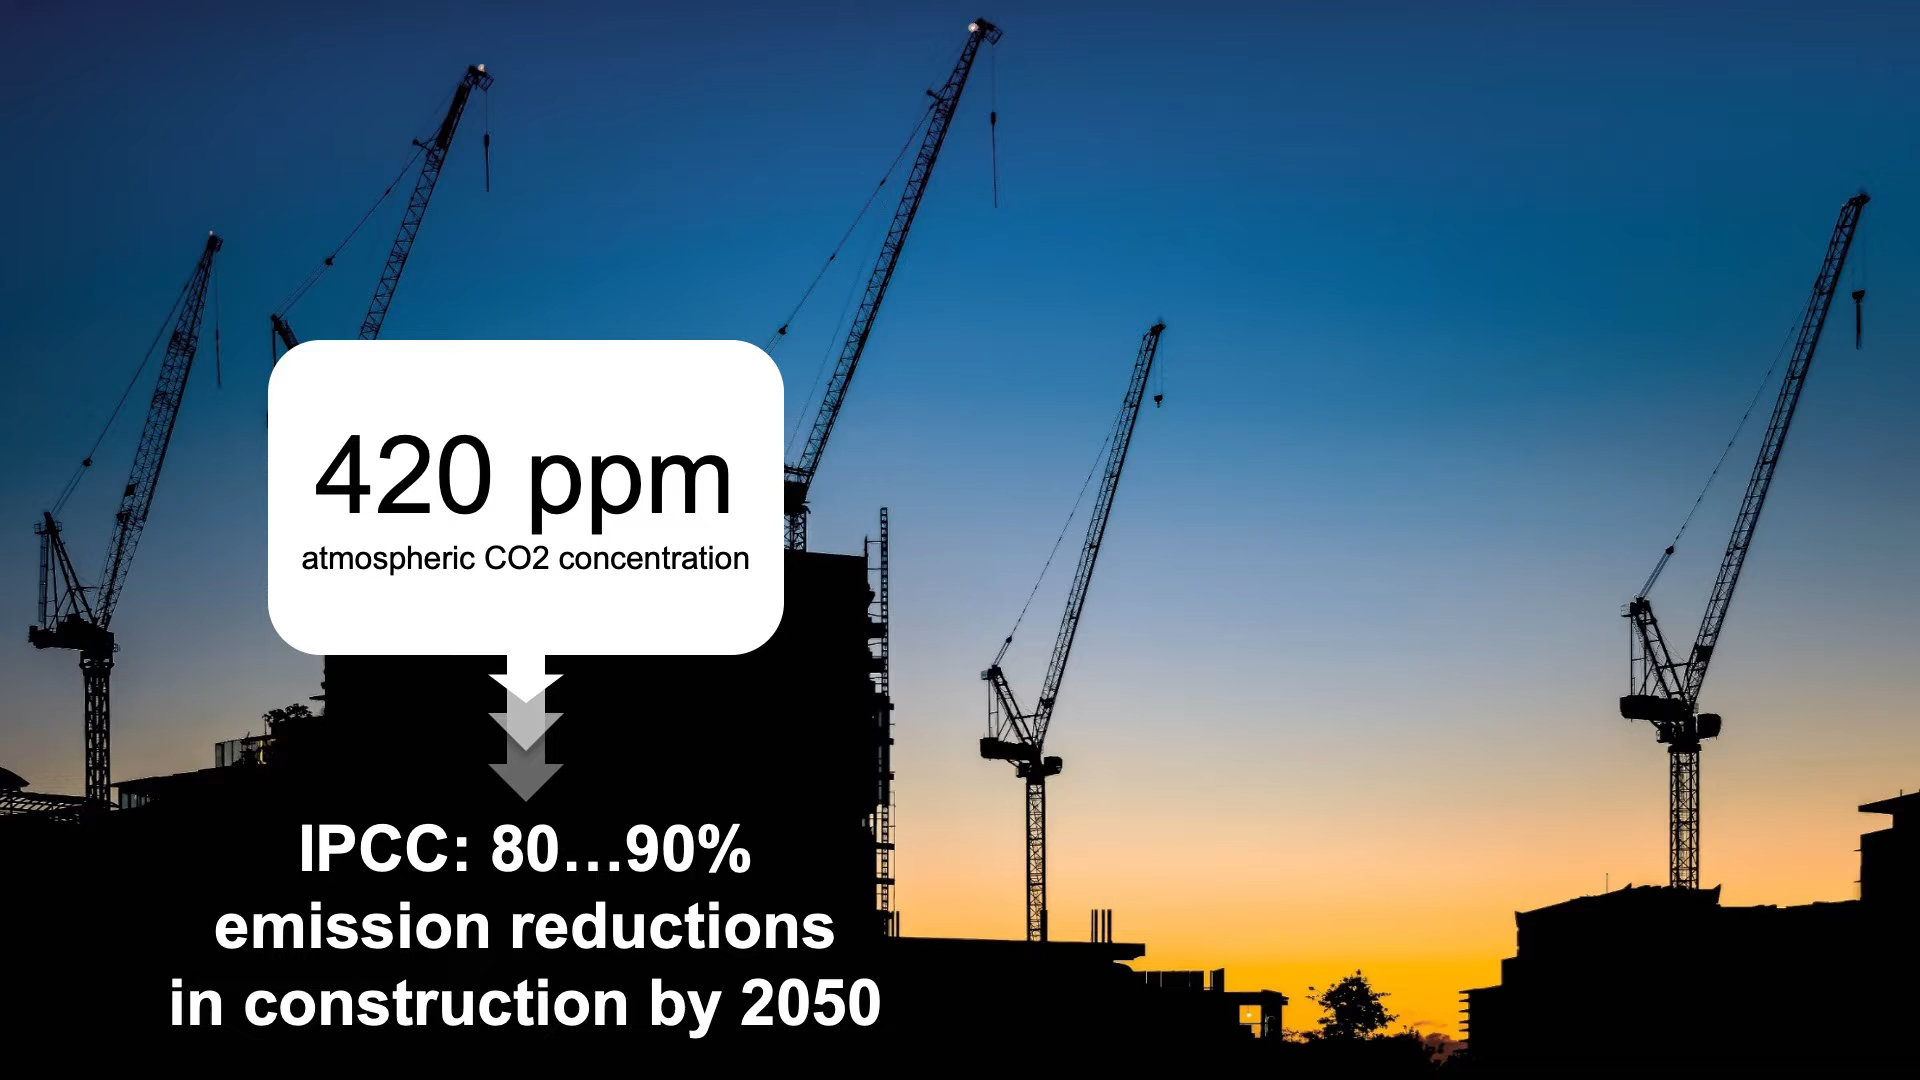 420 ppm
atmospheric CO2 concentration
IPCC: 80…90%
emission reductions
in construction by 2050